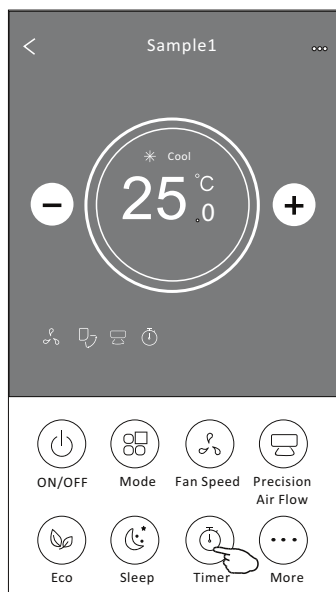 Sample1
Cool
25.0°C
ON/OFF Mode Fan Speed Precision Air Flow
Eco Sleep Timer More